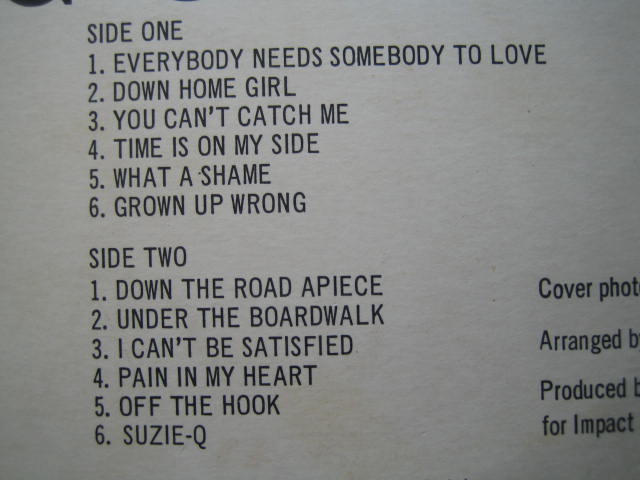 SIDE ONE
1. EVERYBODY NEEDS SOMEBODY TO LOVE
2. DOWN HOME GIRL
3. YOU CAN'T CATCH ME
4. TIME IS ON MY SIDE
5. WHAT A SHAME
6. GROWN UP WRONG
SIDE TWO
1. DOWN THE ROAD APIECE
2. UNDER THE BOARDWALK
3. I CAN'T BE SATISFIED
4. PAIN IN MY HEART
5. OFF THE HOOK
6. SUZIE-Q
Cover
Arranged
Produced
for Impact